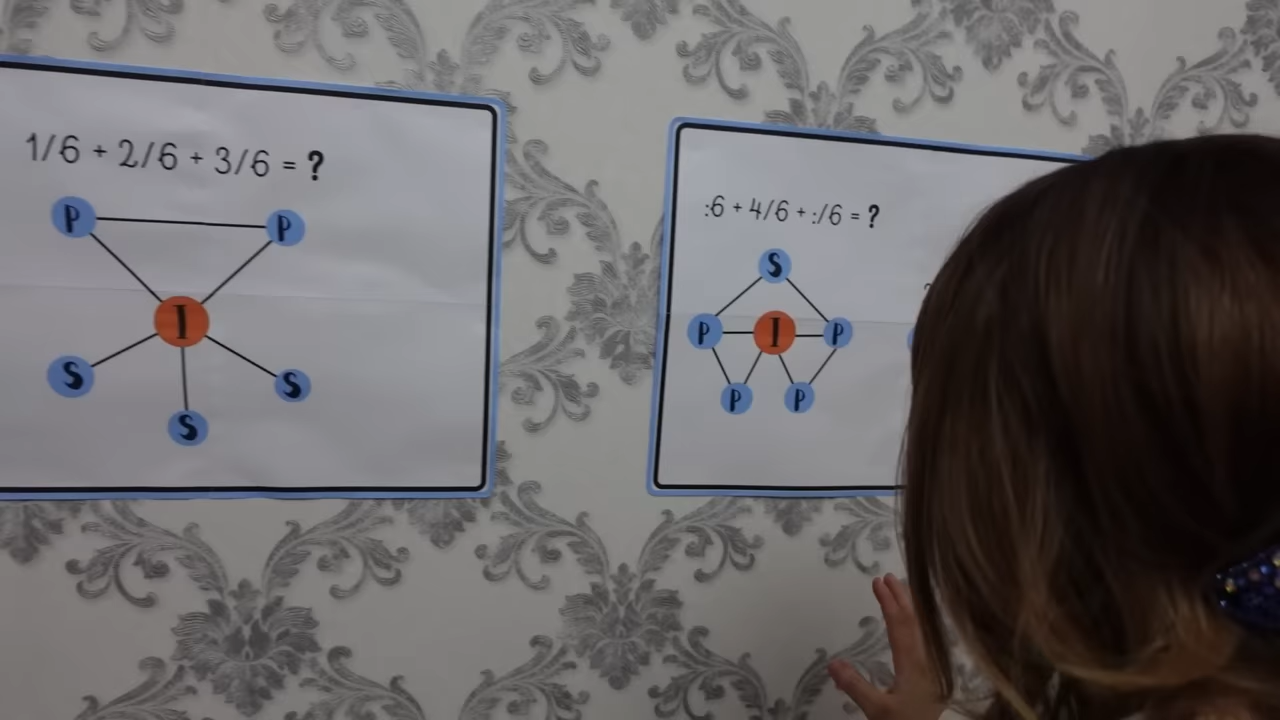 1/6 + 2/6 + 3/6 = ?
P P
I
S S
S
:6 + 4/6 + :/6 = ?
S
P I P
P P